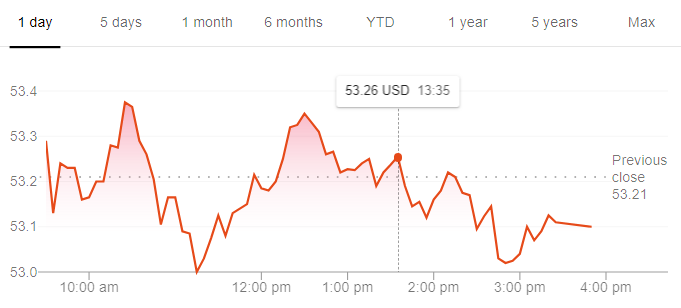 1 day 5 days 1 month 6 months YTD 1 year 5 years Max
53.26 USD 13:35
53.4
53.3
53.2
53.1
53.0
Previous
close
53.21
10:00 am 12:00 pm 1:00 pm 2:00 pm 3:00 pm 4:00 pm